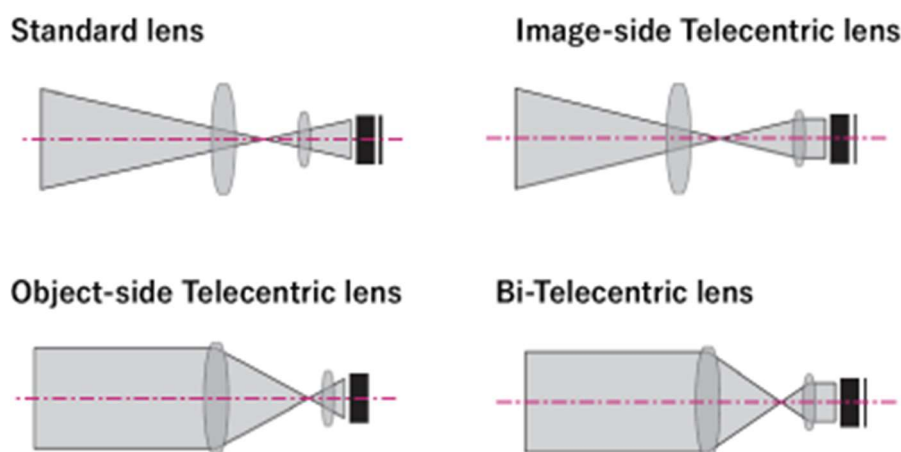 Standard lens
Image-side Telecentric lens
Object-side Telecentric lens
Bi-Telecentric lens